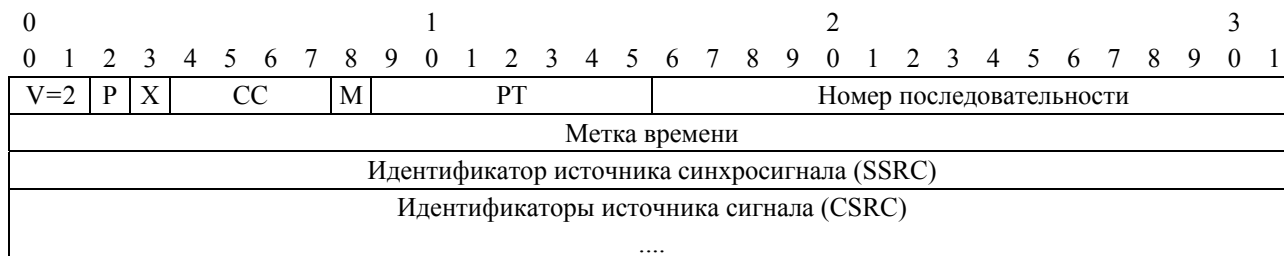 0 1 2 3
0 1 2 3 4 5 6 7 8 9 0 1 2 3 4 5 6 7 8 9 0 1 2 3 4 5 6 7 8 9 0 1
V=2 P X CC M PT Номер последовательности
Метка времени
Идентификатор источника синхросигнала (SSRC)
Идентификаторы источника сигнала (CSRC)
....